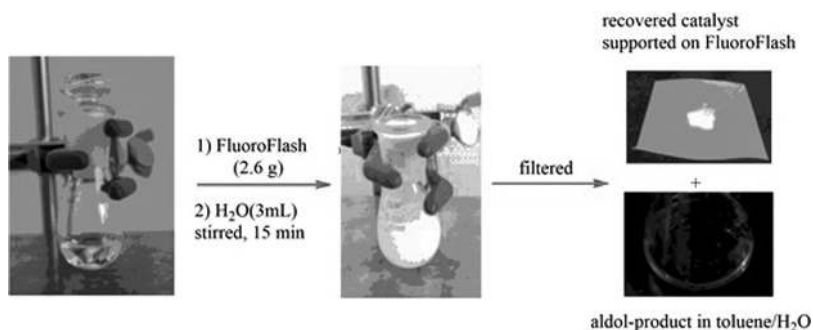 recovered catalyst
supported on FluoroFlash
1) FluoroFlash
(2.6 g)
2) H₂O(3mL)
stirred, 15 min
filtered
+
aldol-product in toluene/H₂O